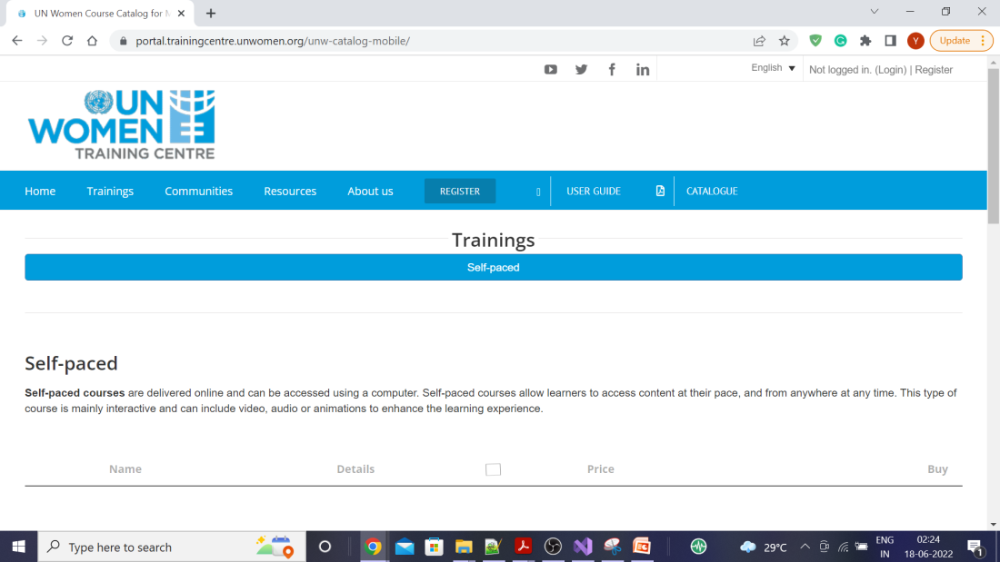 UN Women Course Catalog for M
portal.trainingcentre.unwomen.org/unw-catalog-mobile/
Y
Update
English
Not logged in. (Login) | Register
UN
WOMEN
TRAINING CENTRE
Home Trainings Communities Resources About us REGISTER USER GUIDE CATALOGUE
Trainings
Self-paced
Self-paced
Self-paced courses are delivered online and can be accessed using a computer. Self-paced courses allow learners to access content at their pace, and from anywhere at any time. This type of
course is mainly interactive and can include video, audio or animations to enhance the learning experience.
Name Details Price Buy
Type here to search
29°C
ENG
IN
02:24
18-06-2022
1